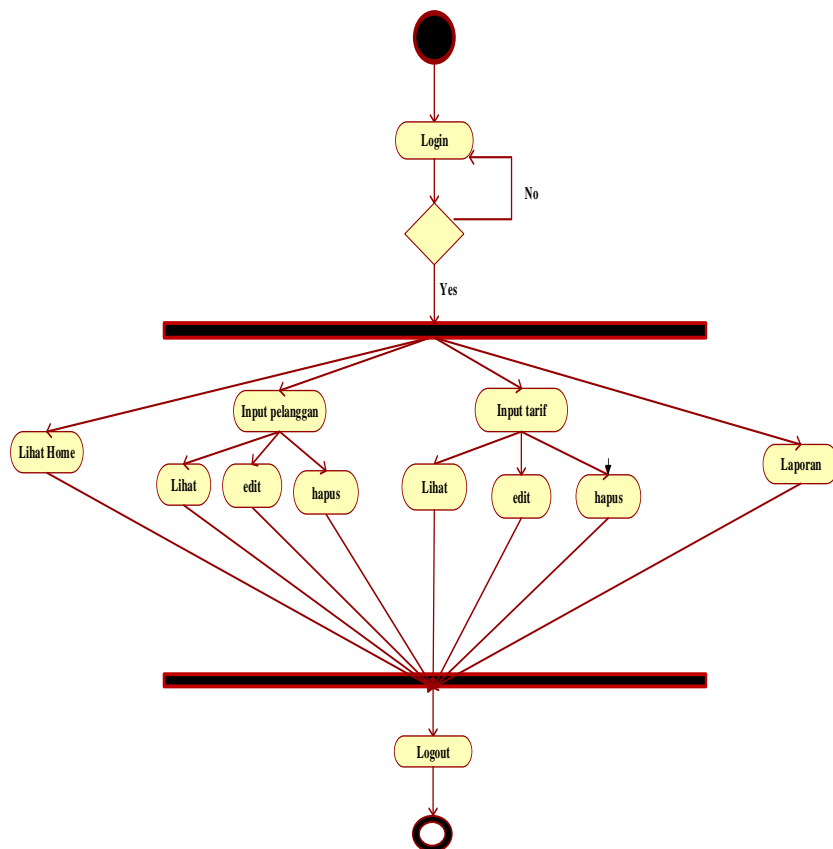 Login
No
Yes
Input pelanggan
Input tarif
Lihat Home
Laporan
Lihat
edit
hapus
Lihat
edit
hapus
Logout